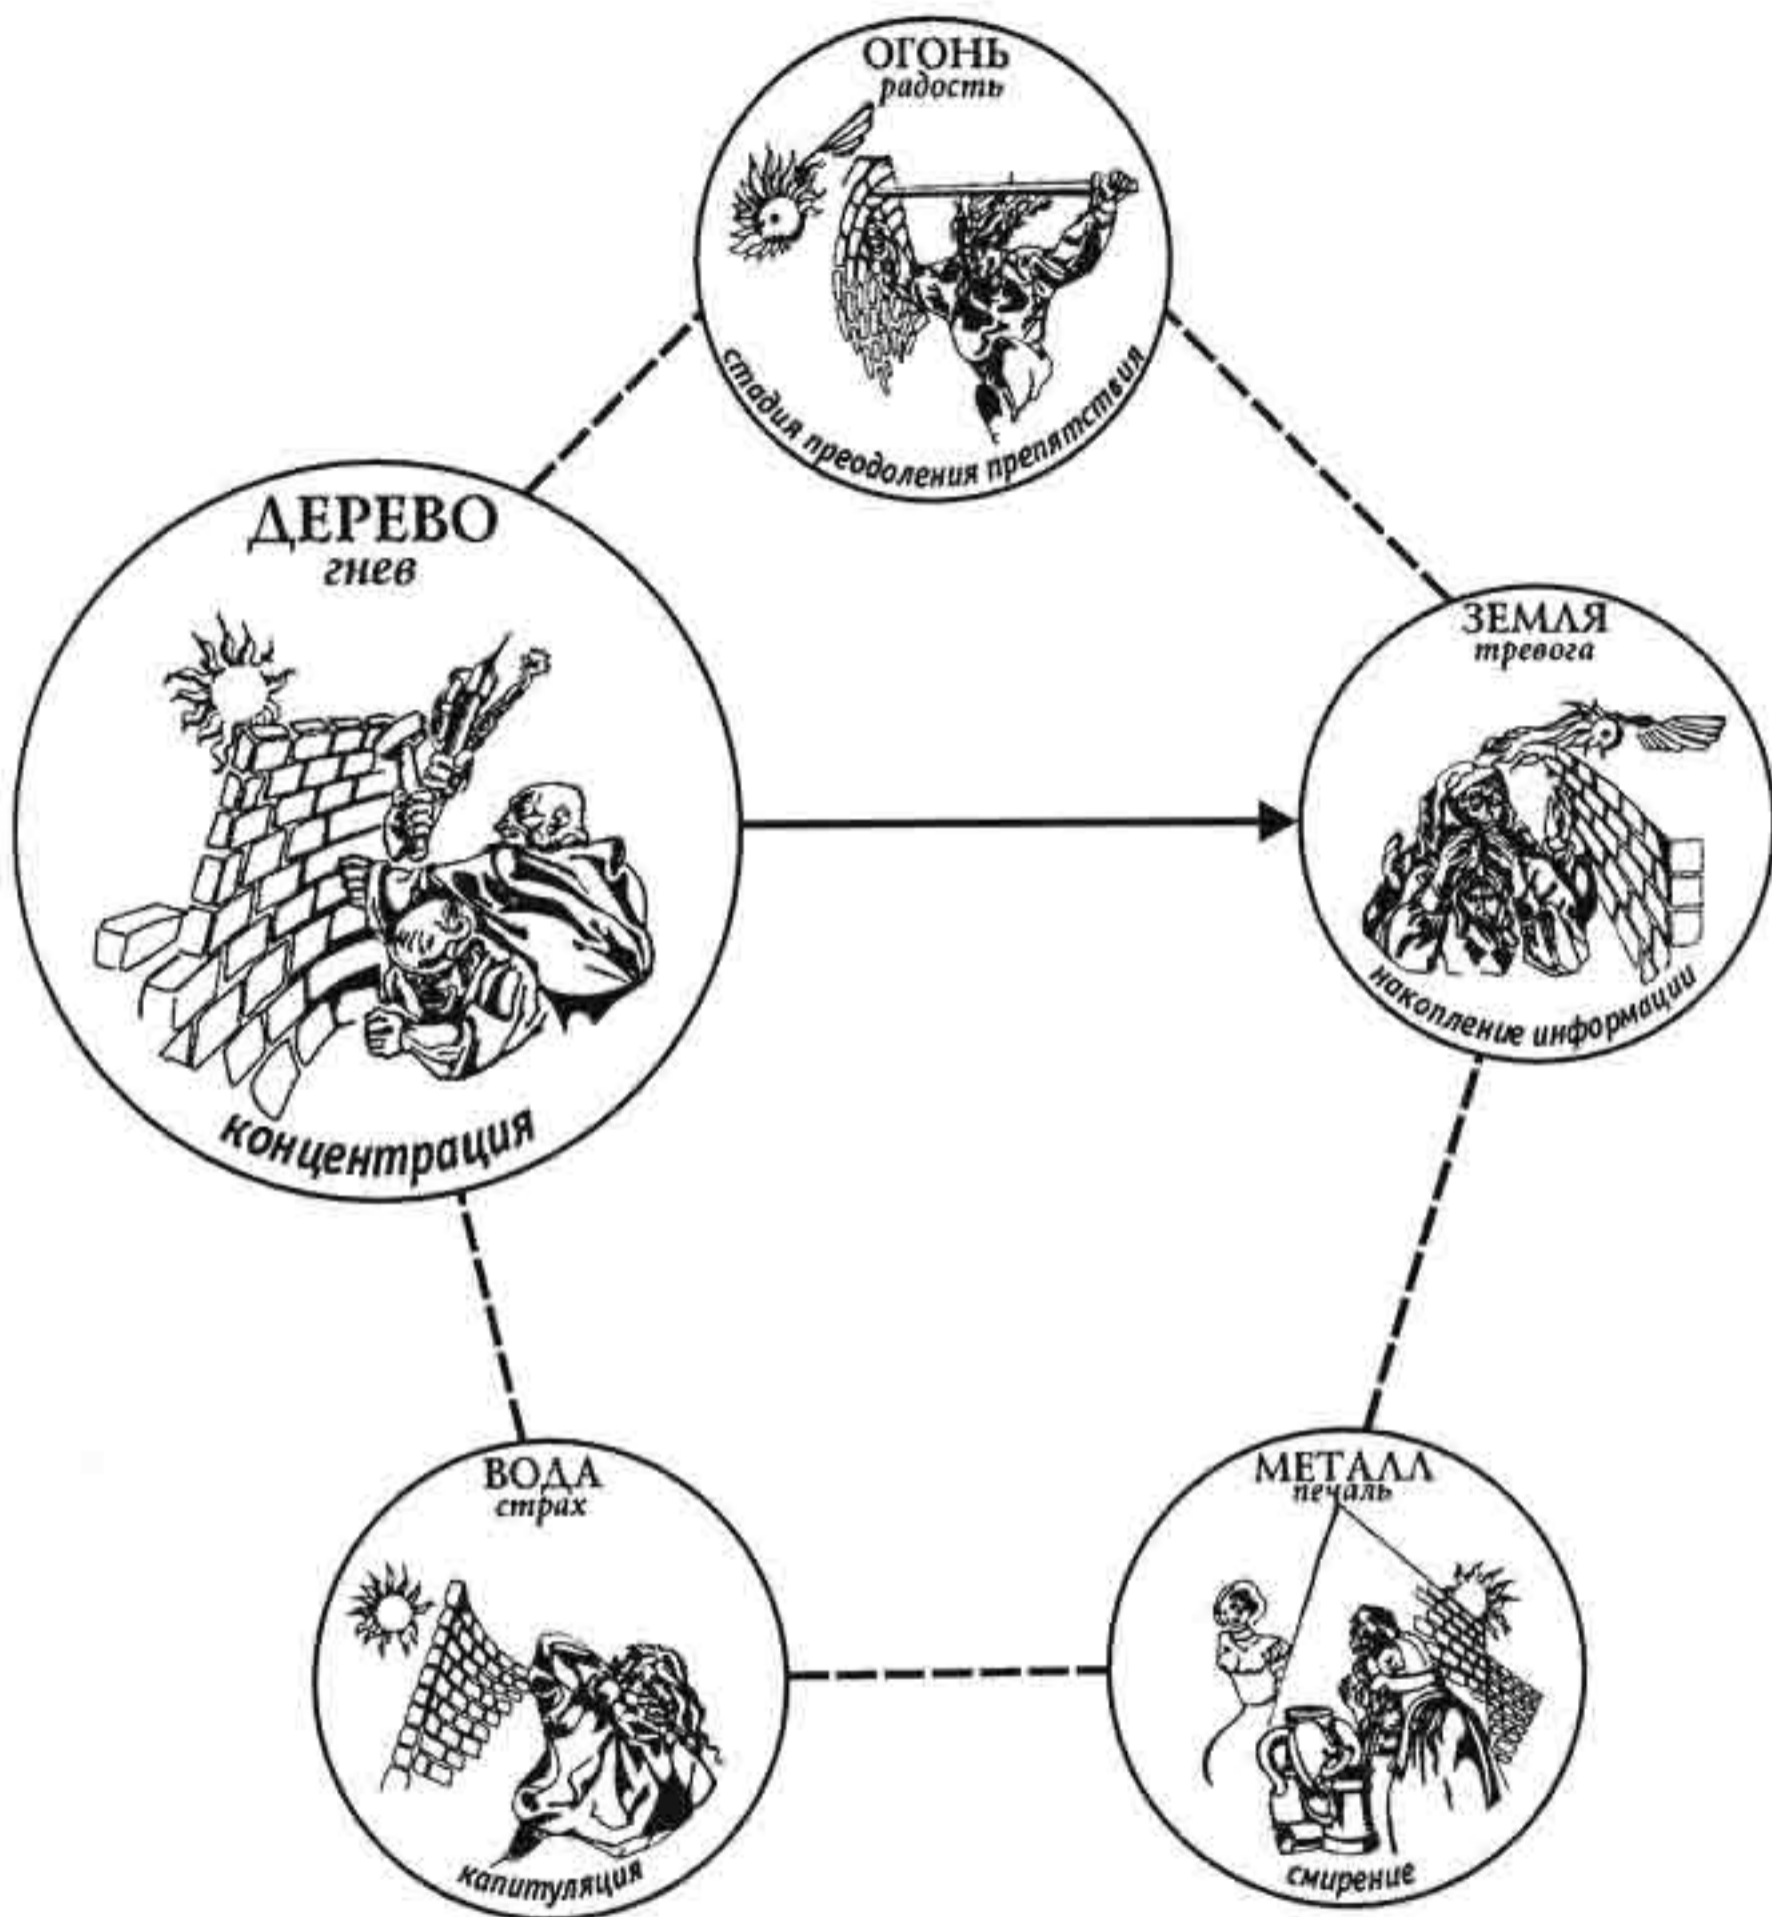 ОГОНЬ
радость
стадия преодоления препятствия
ДЕРЕВО
гнев
концентрация
ЗЕМЛЯ
тревога
накопление информации
ВОДА
страх
капитуляция
МЕТАЛЛ
печаль
смирение